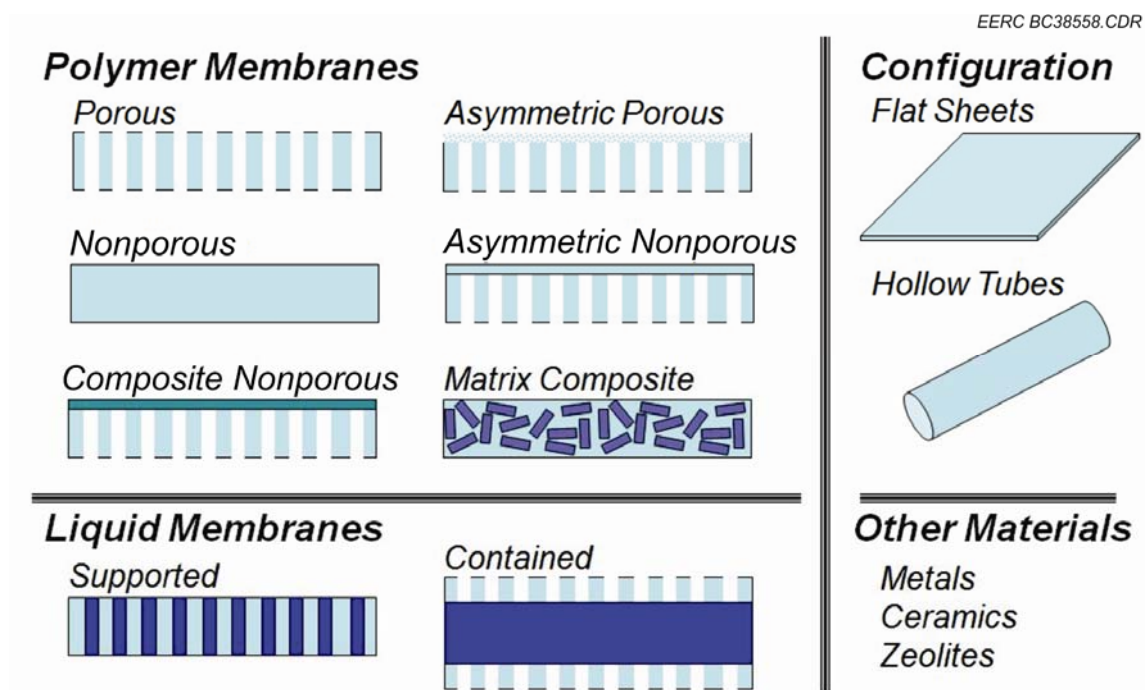 EERC BC38558.CDR
Polymer Membranes
Porous
Asymmetric Porous
Nonporous
Asymmetric Nonporous
Composite Nonporous
Matrix Composite
Liquid Membranes
Supported
Contained
Configuration
Flat Sheets
Hollow Tubes
Other Materials
Metals
Ceramics
Zeolites